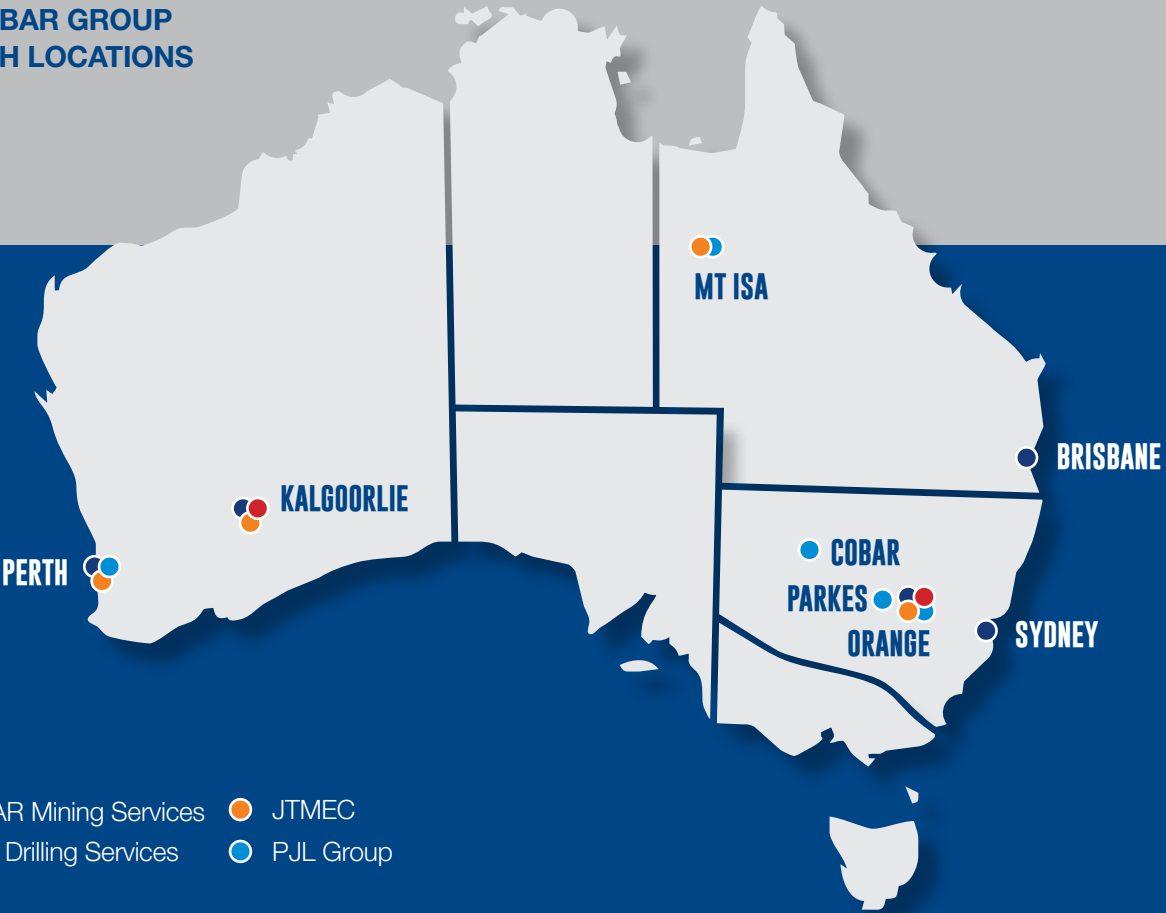 BAR GROUP
H LOCATIONS
MT ISA
BRISBANE
KALGOORLIE
COBAR
PERTH
PARKES
ORANGE
SYDNEY
AR Mining Services
JTMEC
Drilling Services
PJL Group